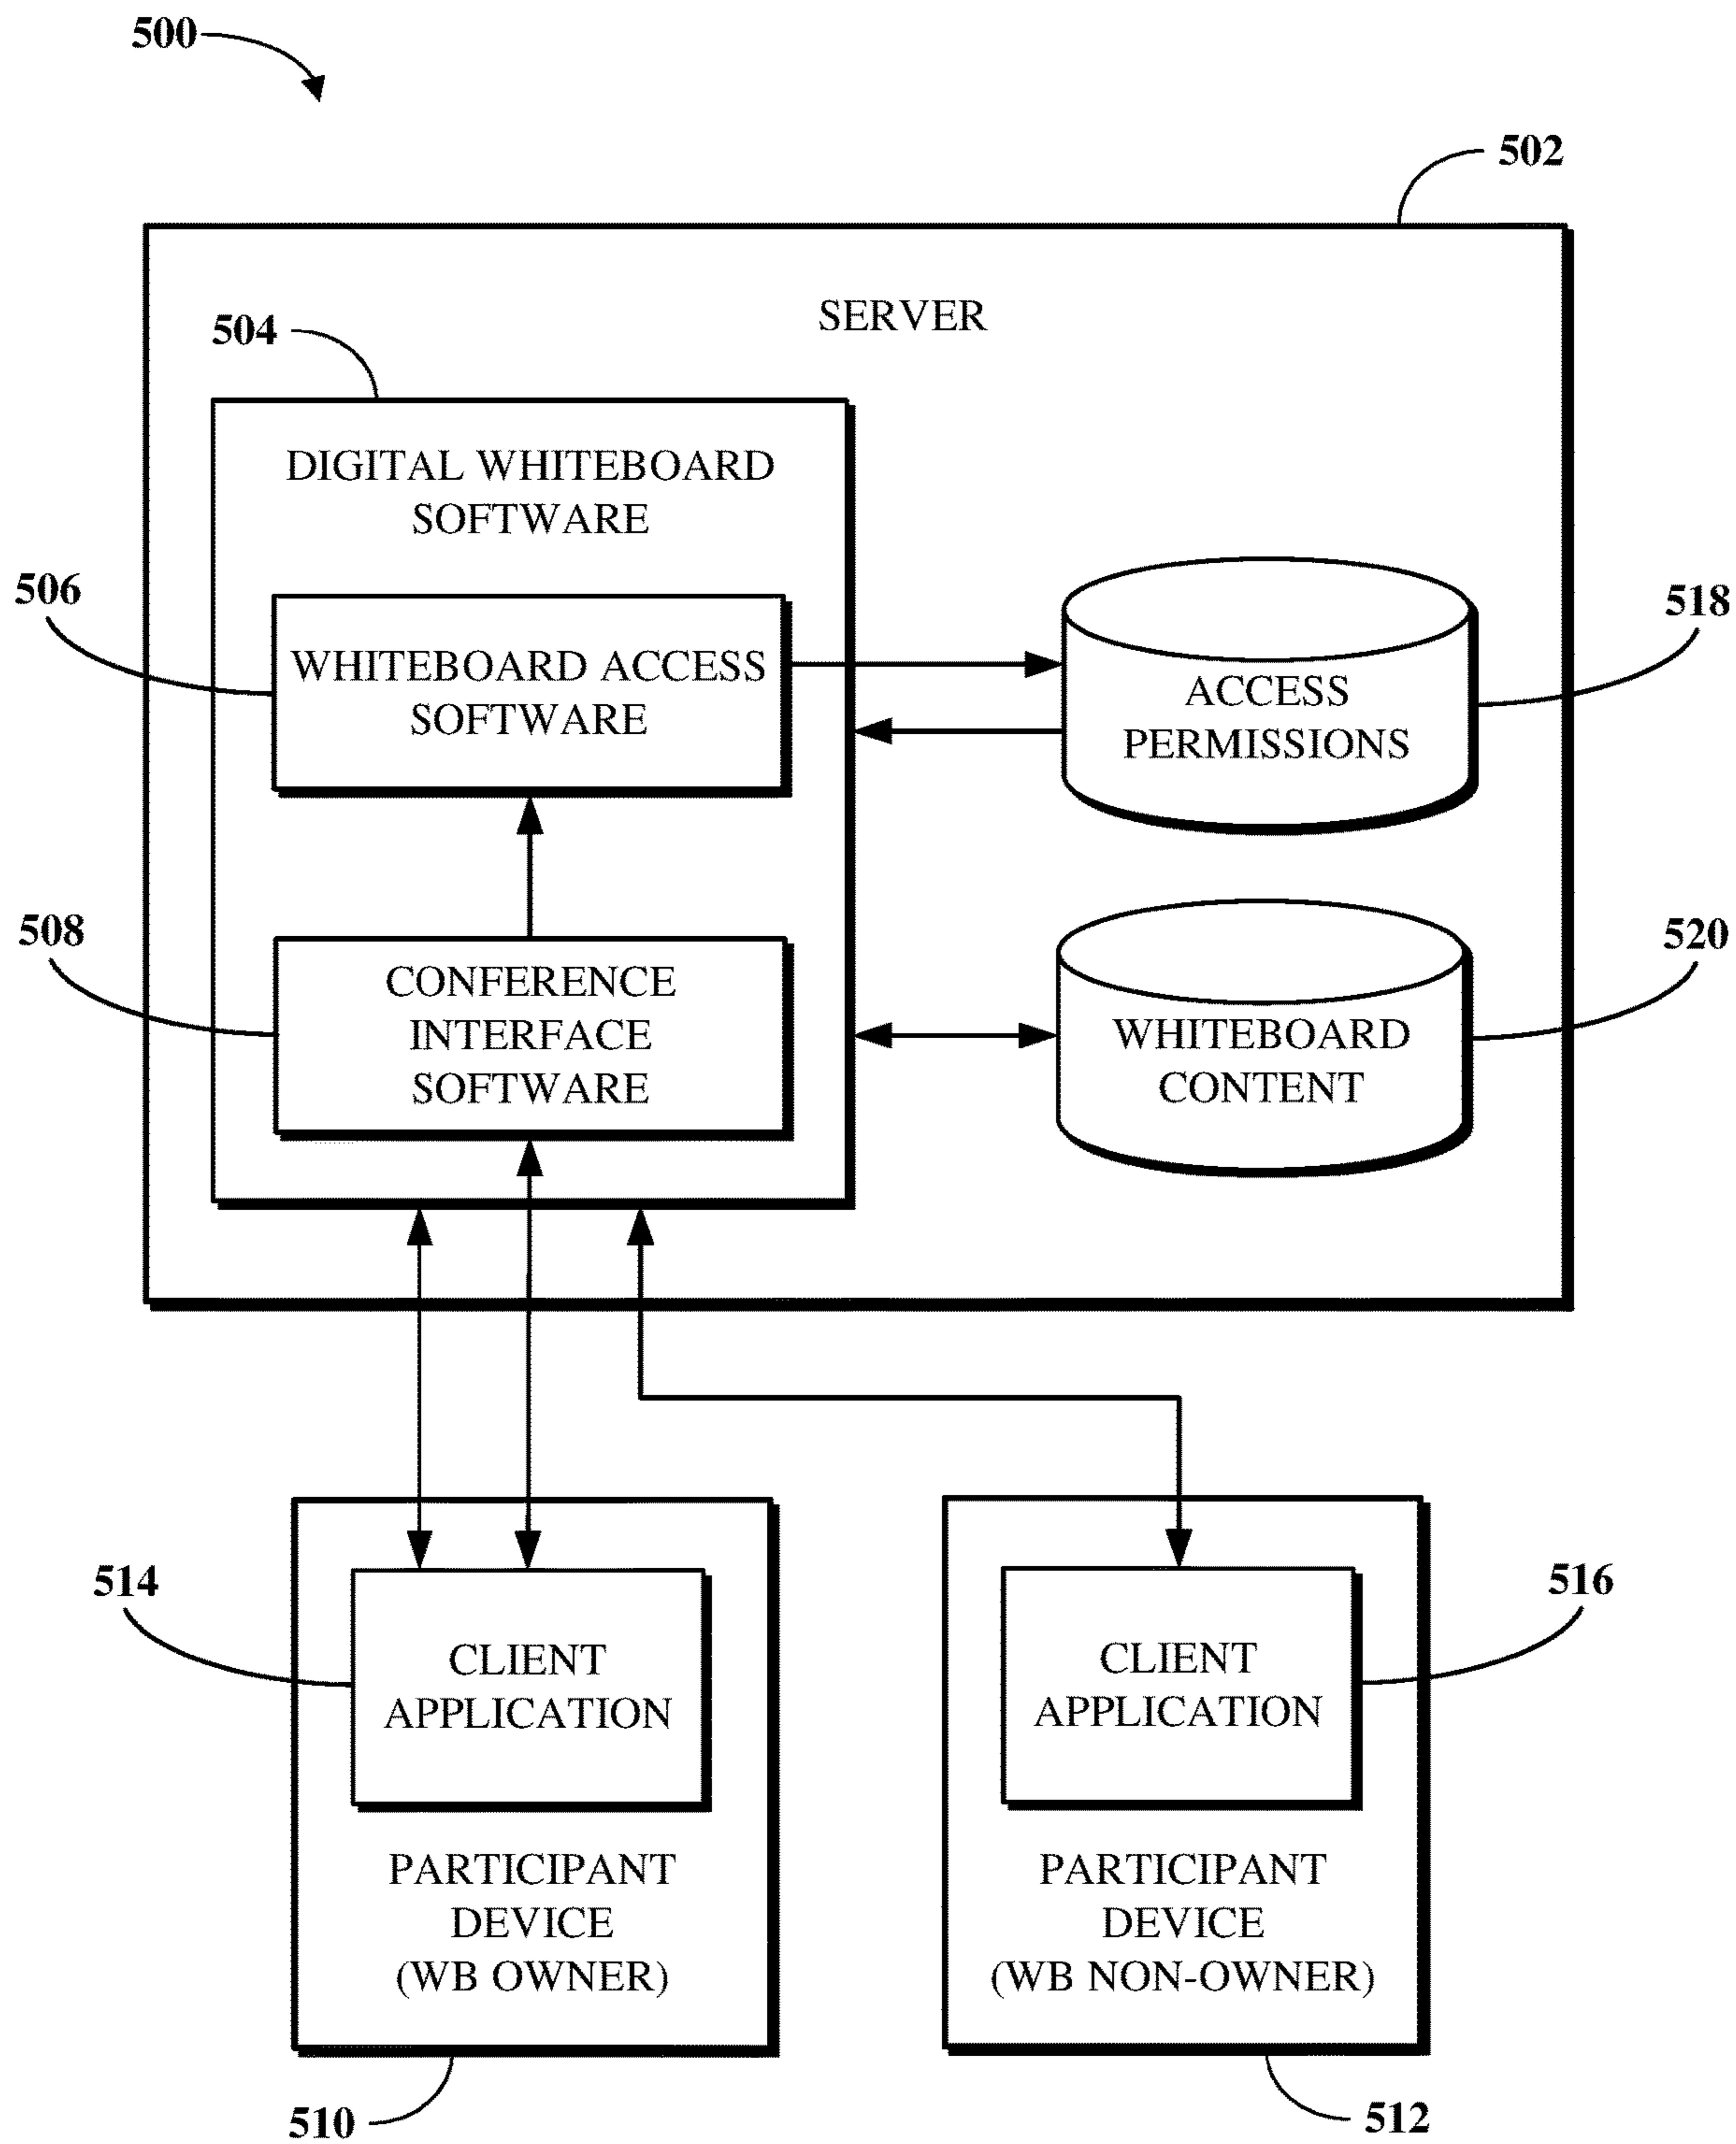 500
502
SERVER
504
DIGITAL WHITEBOARD
SOFTWARE
506
WHITEBOARD ACCESS
SOFTWARE
518
ACCESS
PERMISSIONS
508
CONFERENCE
INTERFACE
SOFTWARE
520
WHITEBOARD
CONTENT
514
CLIENT
APPLICATION
516
CLIENT
APPLICATION
PARTICIPANT
DEVICE
(WB OWNER)
PARTICIPANT
DEVICE
(WB NON-OWNER)
510
512